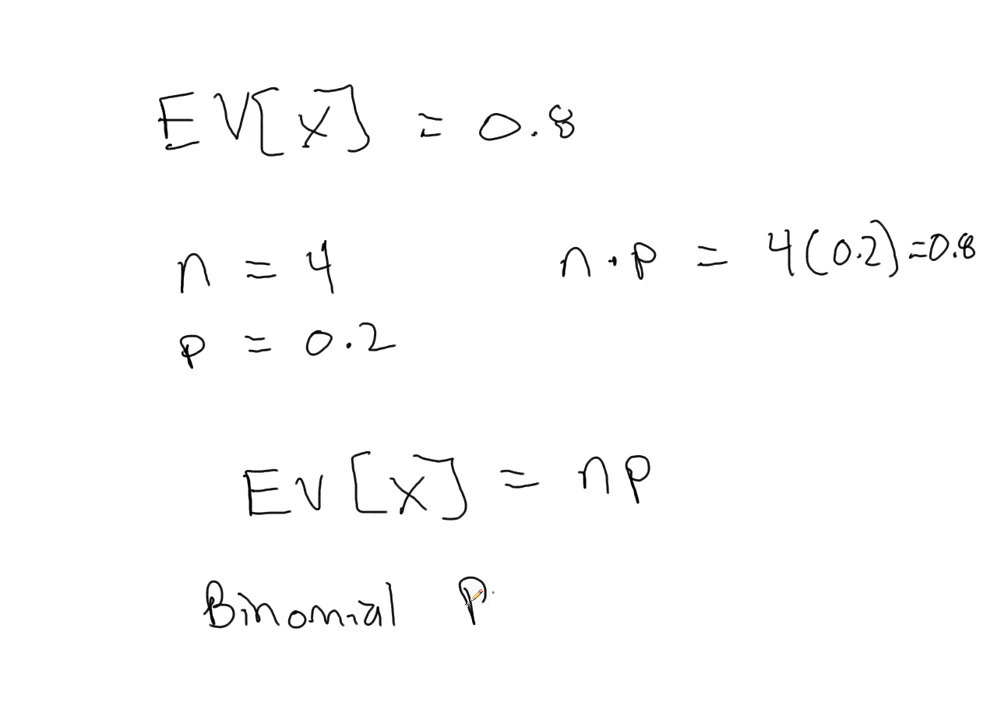 EV[X] = 0.8
n = 4 n · p = 4(0.2)=0.8
p = 0.2
EV[X] = np
Binomial P